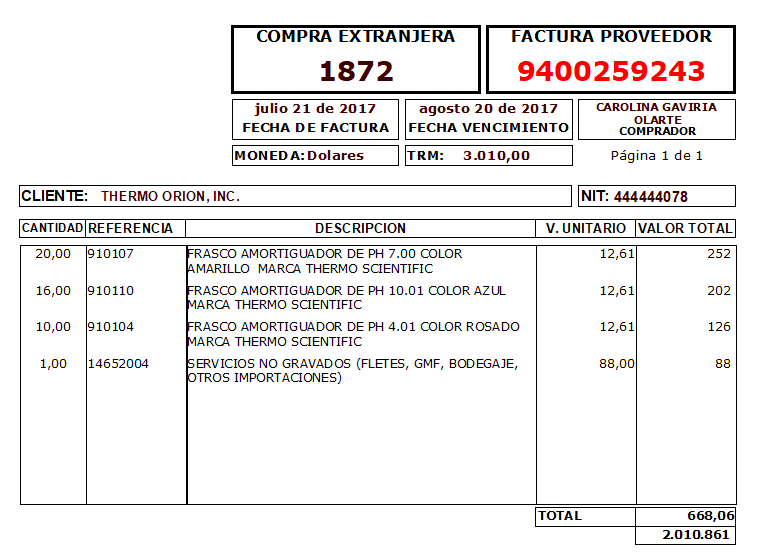 COMPRA EXTRANJERA
1872
FACTURA PROVEEDOR
9400259243
julio 21 de 2017
FECHA DE FACTURA
agosto 20 de 2017
FECHA VENCIMIENTO
CAROLINA GAVIRIA
OLARTE
COMPRADOR
MONEDA: Dolares
TRM: 3.010,00
Página 1 de 1
CLIENTE: THERMO ORION, INC.
NIT: 444444078
CANTIDAD REFERENCIA DESCRIPCION V. UNITARIO VALOR TOTAL
20,00 910107 FRASCO AMORTIGUADOR DE PH 7.00 COLOR 12,61 252
AMARILLO MARCA THERMO SCIENTIFIC
16,00 910110 FRASCO AMORTIGUADOR DE PH 10.01 COLOR AZUL 12,61 202
MARCA THERMO SCIENTIFIC
10,00 910104 FRASCO AMORTIGUADOR DE PH 4.01 COLOR ROSADO 12,61 126
MARCA THERMO SCIENTIFIC
1,00 14652004 SERVICIOS NO GRAVADOS (FLETES, GMF, BODEGAJE, 88,00 88
OTROS IMPORTACIONES)
TOTAL 668,06
2.010.861